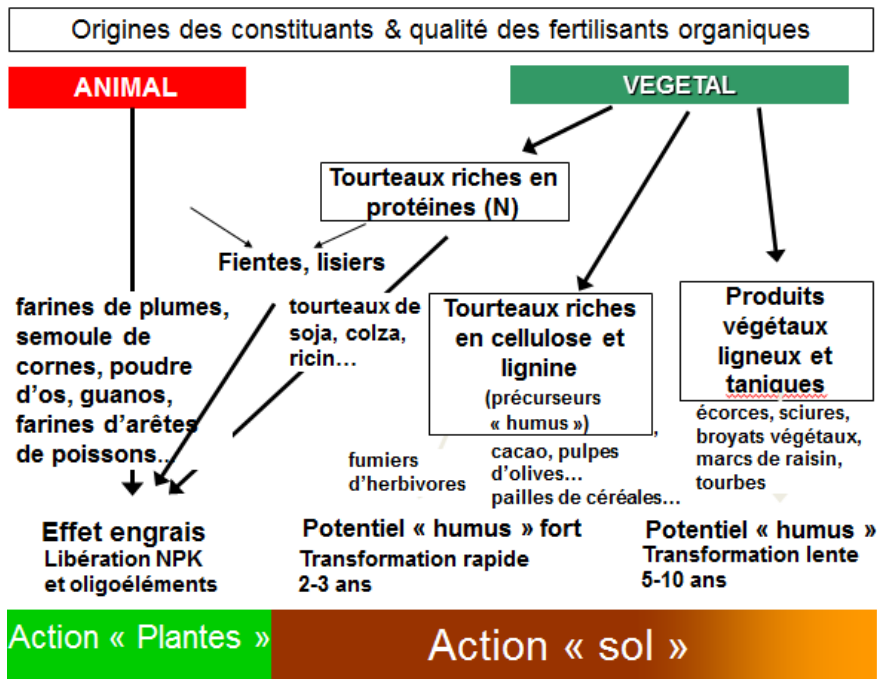 Origines des constituants & qualité des fertilisants organiques
ANIMAL
VEGETAL
Tourteaux riches en
protéines (N)
Fientes, lisiers
farines de plumes,
semoule de
cornes, poudre
d'os, guanos,
farines d'arêtes
de poissons...
tourteaux de
soja, colza,
ricin…
Tourteaux riches
en cellulose et
lignine
(précurseurs
« humus »)
cacao, pulpes
d'olives…
pailles de céréales…
fumiers
d'herbivores
Produits
végétaux
ligneux et
taniques
écorces, sciures,
broyats végétaux,
marcs de raisin,
tourbes
Effet engrais
Libération NPK
et oligoéléments
Potentiel « humus » fort
Transformation rapide
2-3 ans
Potentiel « humus »
Transformation lente
5-10 ans
Action « Plantes »
Action « sol »